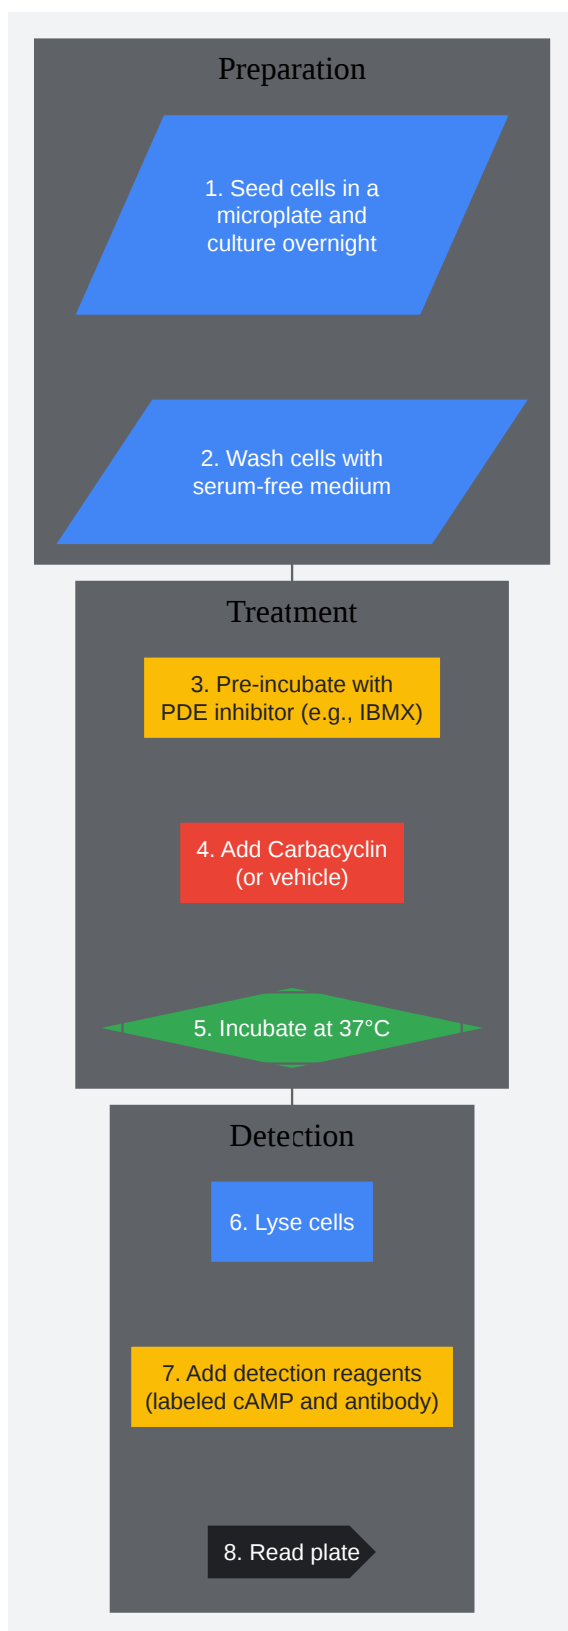 Preparation
1. Seed cells in a
microplate and
culture overnight
2. Wash cells with
serum-free medium
Treatment
3. Pre-incubate with
PDE inhibitor (e.g., IBMX)
4. Add Carbacyclin
(or vehicle)
5. Incubate at 37°C
Detection
6. Lyse cells
7. Add detection reagents
(labeled cAMP and antibody)
8. Read plate